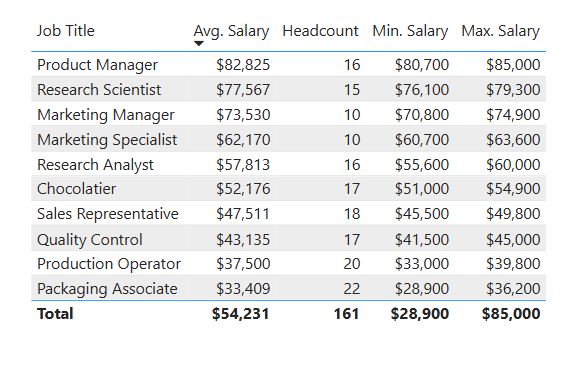 Job Title Avg. Salary Headcount Min. Salary Max. Salary
Product Manager $82,825 16 $80,700 $85,000
Research Scientist $77,567 15 $76,100 $79,300
Marketing Manager $73,530 10 $70,800 $74,900
Marketing Specialist $62,170 10 $60,700 $63,600
Research Analyst $57,813 16 $55,600 $60,000
Chocolatier $52,176 17 $51,000 $54,900
Sales Representative $47,511 18 $45,500 $49,800
Quality Control $43,135 17 $41,500 $45,000
Production Operator $37,500 20 $33,000 $39,800
Packaging Associate $33,409 22 $28,900 $36,200
Total $54,231 161 $28,900 $85,000